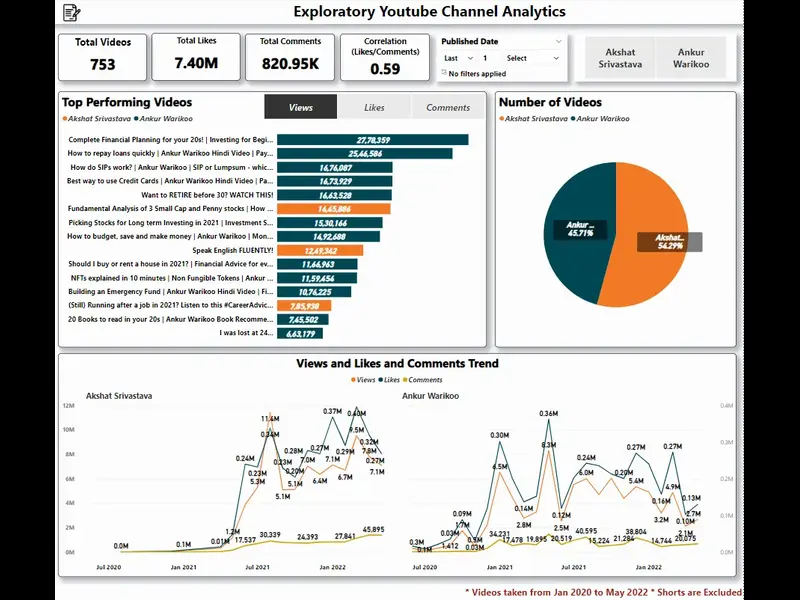 Exploratory Youtube Channel Analytics
Total Videos
753
Total Likes
7.40M
Total Comments
820.95K
Correlation
(Likes/Comments)
0.59
Published Date
Last 1 Select
No filters applied
Akshat
Srivastava
Ankur
Warikoo
Top Performing Videos
Views Likes Comments
Akshat Srivastava Ankur Warikoo
Complete Financial Planning for your 20s! | Investing for Begi... 27,78,359
How to repay loans quickly | Ankur Warikoo Hindi Video | Pay... 25,46,586
How do SIPs work? | Ankur Warikoo | SIP or Lumpsum - whic... 16,76,087
Best way to use Credit Cards | Ankur Warikoo Hindi Video | Pa... 16,73,929
Want to RETIRE before 30? WATCH THIS! 16,63,528
Fundamental Analysis of 3 Small Cap and Penny stocks | How ... 16,45,886
Picking Stocks for Long term Investing in 2021 | Investment S... 15,30,166
How to budget, save and make money | Ankur Warikoo | Mon... 14,92,688
Speak English FLUENTLY! 12,49,342
Should I buy or rent a house in 2021? | Financial Advice for ev... 11,66,963
NFTs explained in 10 minutes | Non Fungible Tokens | Ankur ... 11,59,456
Building an Emergency Fund | Ankur Warikoo Hindi Video | Fi... 10,76,225
(Still) Running after a job in 2021? Listen to this #CareerAdvic... 7,85,930
20 Books to read in your 20s | Ankur Warikoo Book Recomme... 7,45,502
I was lost at 24... 6,63,179
Number of Videos
Akshat Srivastava Ankur Warikoo
Ankur ...
45.71%
Akshat...
54.29%
Views and Likes and Comments Trend
Views Likes Comments
Akshat Srivastava
12M
10M
8M
6M
4M
2M
0M
0.0M 0.1M 0.01M 1.2M
0.24M 0.23M 5.3M 11.4M 0.34M
0.23M 5.1M 0.28M 0.20M 5.1M
7.0M 0.27M 6.4M 0.37M 7.1M
0.29M 6.7M 0.40M 9.5M
0.32M 7.8M 0.27M 7.1M
17,537 30,339 24,393 27,841 45,895
Jul 2020 Jan 2021 Jul 2021 Jan 2022
Ankur Warikoo
0.4M
0.3M
0.2M
0.1M
0.0M
0.3M 0.1M 0.03M 1,412 0.09M 1.7M 0.03M
0.30M 6.5M 0.14M 2.8M
0.36M 8.3M 0.12M 2.5M
0.24M 6.0M 0.20M 0.27M 5.4M
0.16M 3.2M 0.27M 4.9M
0.10M 2.1M 0.13M 2.7M
34,231 17,478 19,895 20,519 40,595 15,224 21,284 38,804 14,744 20,075
Jul 2020 Jan 2021 Jul 2021 Jan 2022
* Videos taken from Jan 2020 to May 2022 * Shorts are Excluded